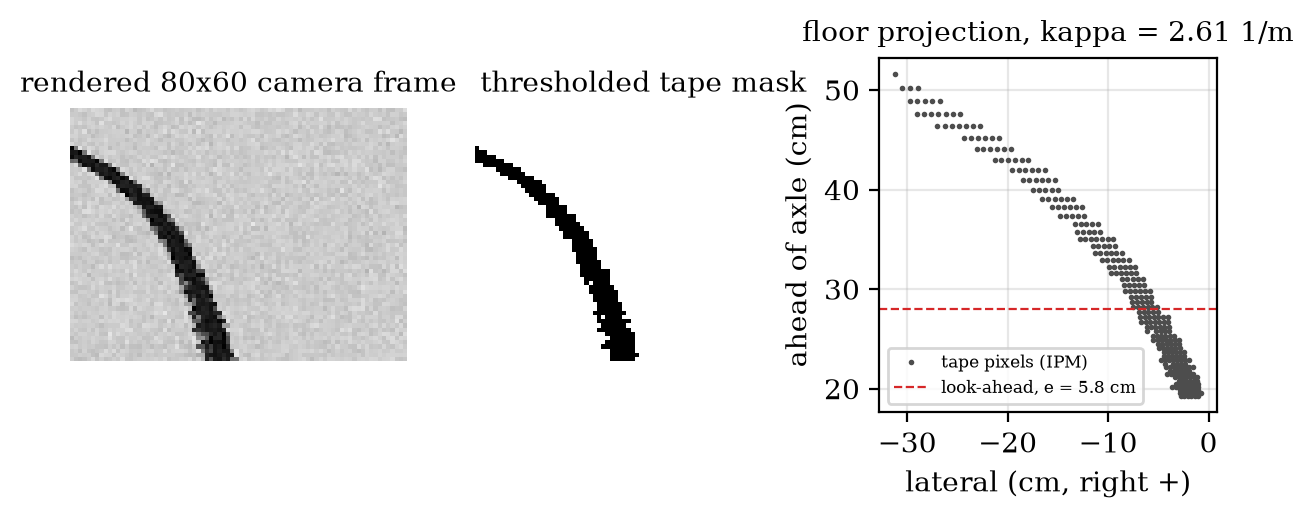 floor projection, kappa = 2.61 1/m
rendered 80x60 camera frame
thresholded tape mask
50
40
30
20
ahead of axle (cm)
tape pixels (IPM)
look-ahead, e = 5.8 cm
−30
−20
−10
0
lateral (cm, right +)